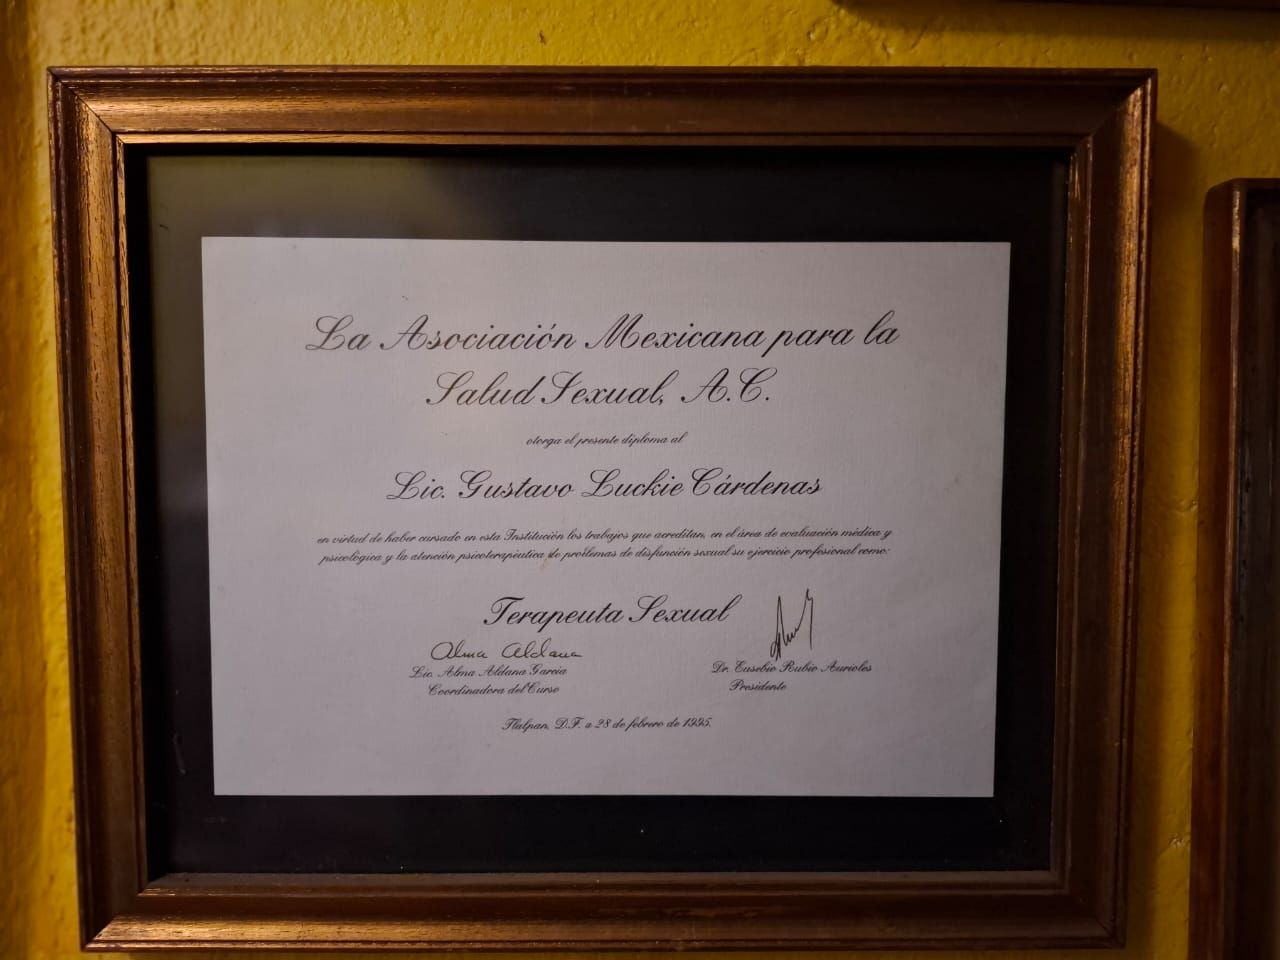 La Asociación Mexicana para la
Salud Sexual, A.C.
otorga el presente diploma al
Lic. Gustavo Luckie Cárdenas
en virtud de haber cursado en esta Institución los trabajos que acreditan, en el área de evaluación médica y
psicológica y la atención psicoterapéutica de problemas de disfunción sexual su ejercicio profesional como:
Terapeuta Sexual
Alma Aldana
Lic. Alma Aldana García
Coordinadora del Curso
Dr. Eusebio Rubio Aurioles
Presidente
Tlalpan, D.F. a 28 de febrero de 1995.